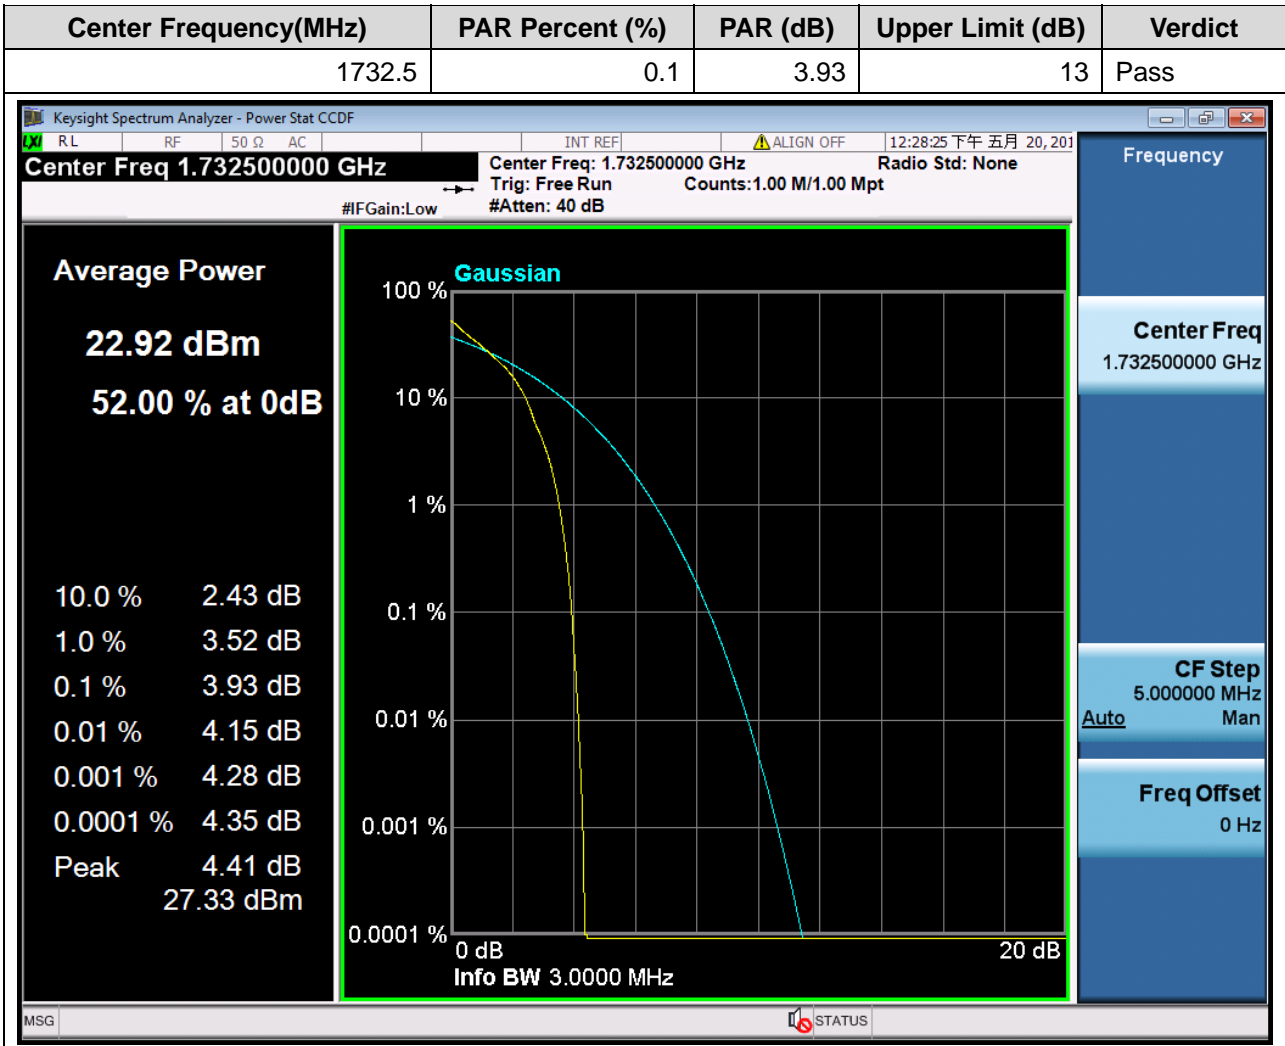 Center Frequency(MHz) PAR Percent (%) PAR (dB) Upper Limit (dB) Verdict
1732.5 0.1 3.93 13 Pass
Keysight Spectrum Analyzer - Power Stat CCDF
LXI RL RF 50 Ω AC INT REF ALIGN OFF 12:28:25 下午 五月 20, 201
Center Freq 1.732500000 GHz
Center Freq: 1.732500000 GHz Radio Std: None
Trig: Free Run Counts:1.00 M/1.00 Mpt
#IFGain:Low #Atten: 40 dB
Average Power
22.92 dBm
52.00 % at 0dB
10.0 % 2.43 dB
1.0 % 3.52 dB
0.1 % 3.93 dB
0.01 % 4.15 dB
0.001 % 4.28 dB
0.0001 % 4.35 dB
Peak 4.41 dB
27.33 dBm
Gaussian
100 %
10 %
1 %
0.1 %
0.01 %
0.001 %
0.0001 %
0 dB 20 dB
Info BW 3.0000 MHz
Frequency
Center Freq
1.732500000 GHz
CF Step
5.000000 MHz
Auto Man
Freq Offset
0 Hz
MSG STATUS